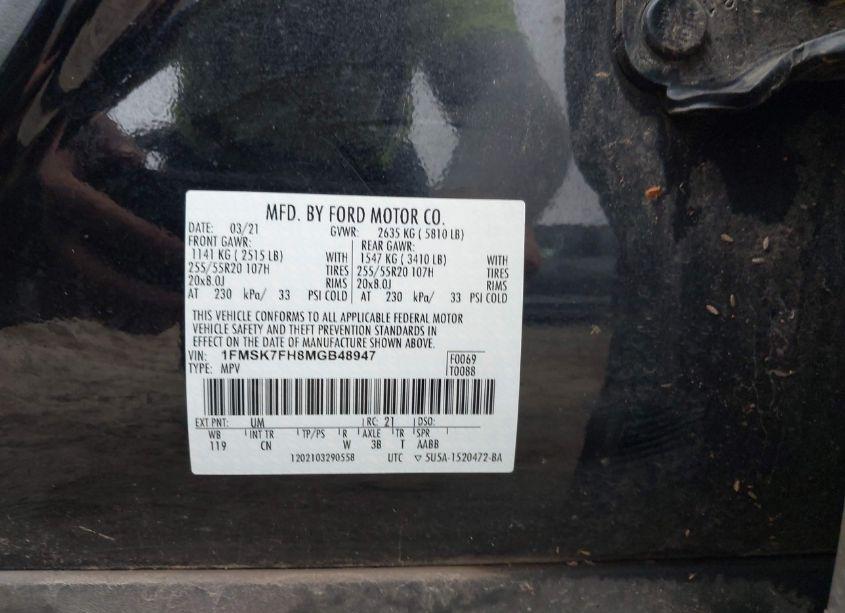 MFD. BY FORD MOTOR CO.
DATE: 03/21 GVWR: 2635 KG ( 5810 LB)
FRONT GAWR: REAR GAWR:
1141 KG ( 2515 LB) WITH 1547 KG ( 3410 LB) WITH
255/55R20 107H TIRES 255/55R20 107H TIRES
20x8.0J RIMS 20x8.0J RIMS
AT 230 kPa/ 33 PSI COLD AT 230 kPa/ 33 PSI COLD
THIS VEHICLE CONFORMS TO ALL APPLICABLE FEDERAL MOTOR
VEHICLE SAFETY AND THEFT PREVENTION STANDARDS IN
EFFECT ON THE DATE OF MANUFACTURE SHOWN ABOVE.
VIN: 1FMSK7FH8MGB48947 F0069
TYPE: MPV T0088
EXT PNT: UM RC: 21 DSO:
WB INT TR TP/PS R AXLE TR SPR
119 CN W 3B T AABB
1202103290558 UTC ▽ 5U5A-1520472-BA